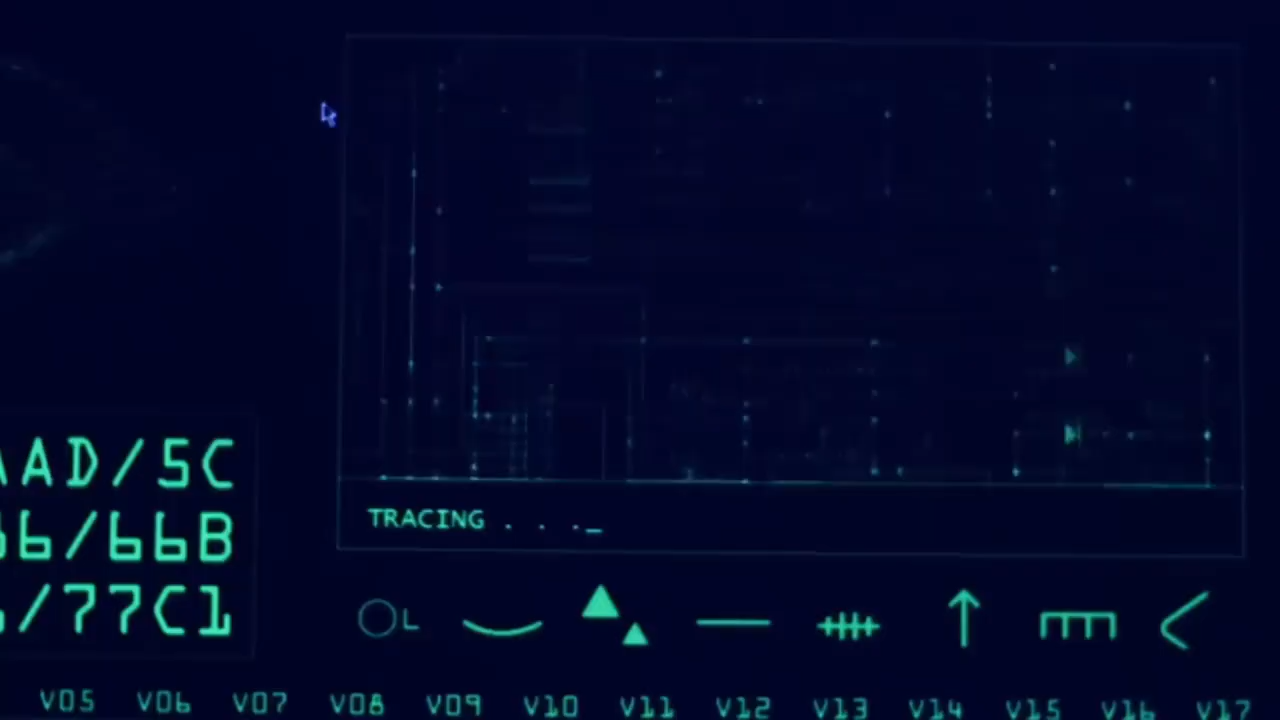 AD/5C
6/66B
/77C1
TRACING . . ._
L
V05 V06 V07 V08 V09 V10 V11 V12 V13 V14 V15 V16 V17